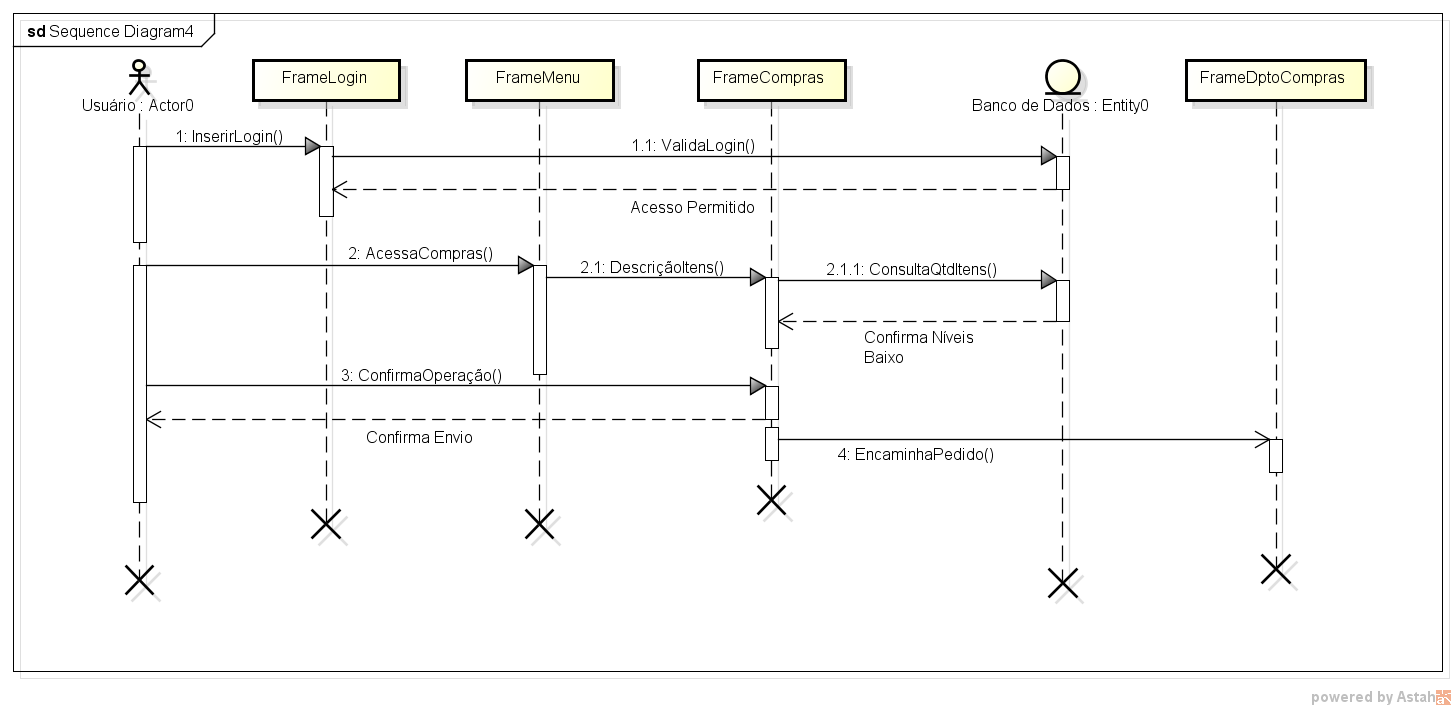 sd Sequence Diagram4
FrameLogin
FrameMenu
FrameCompras
FrameDptoCompras
Usuário : Actor0
Banco de Dados : Entity0
1: InserirLogin()
1.1: ValidaLogin()
Acesso Permitido
2: AcessaCompras()
2.1: DescriçãoItens()
2.1.1: ConsultaQtdItens()
Confirma Níveis
Baixo
3: ConfirmaOperação()
Confirma Envio
4: EncaminhaPedido()
powered by Astah